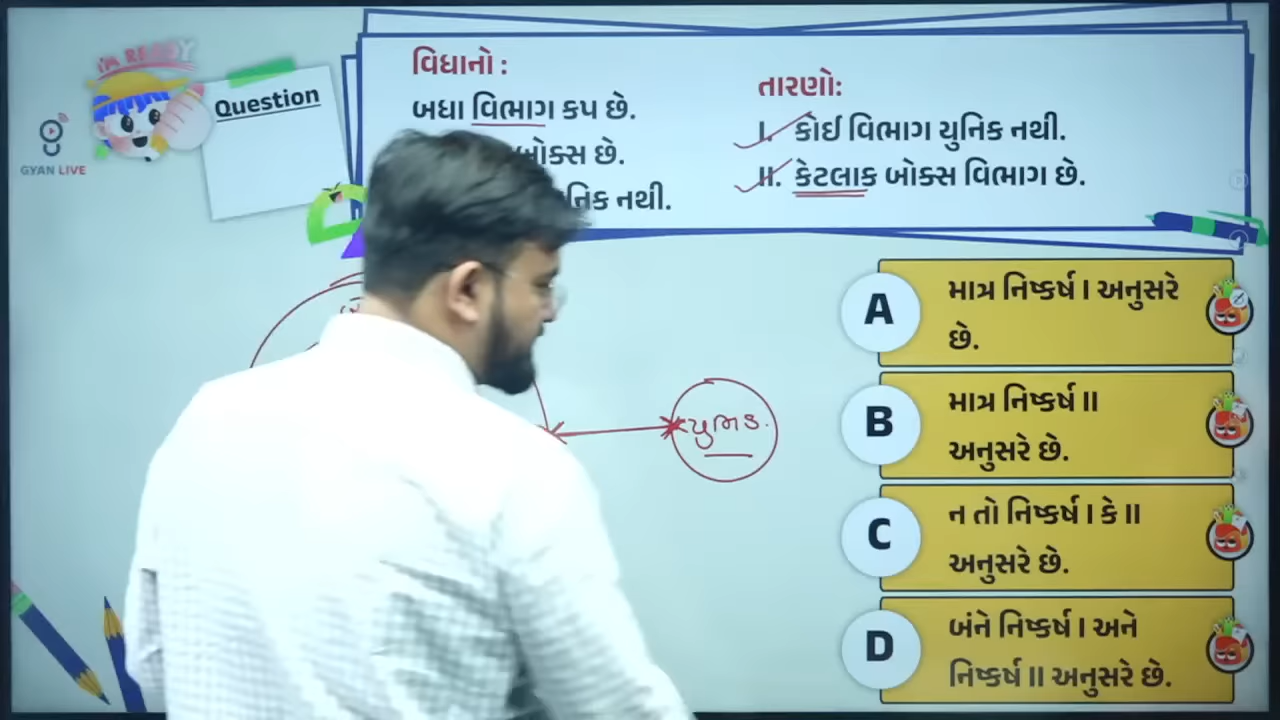 I'M READY
Question
GYAN LIVE
વિધાનો :
બધા વિભાગ કપ છે.
બોક્સ છે.
નથી.
તારણો:
I. કોઈ વિભાગ યુનિક નથી.
II. કેટલાક બોક્સ વિભાગ છે.
A માત્ર નિષ્કર્ષ I અનુસરે
છે.
B માત્ર નિષ્કર્ષ II
અનુસરે છે.
C ન તો નિષ્કર્ષ I કે II
અનુસરે છે.
D બંને નિષ્કર્ષ I અને
નિષ્કર્ષ II અનુસરે છે.